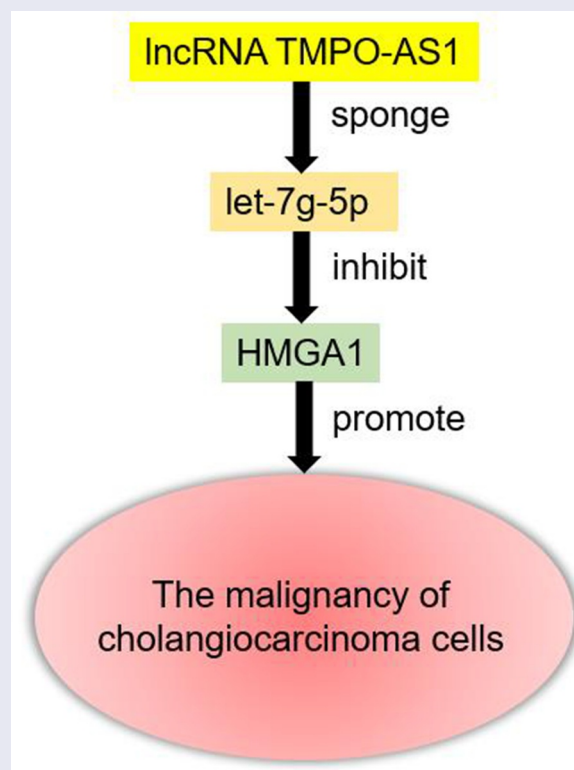 lncRNA TMPO-AS1
sponge
let-7g-5p
inhibit
HMGA1
promote
The malignancy of
cholangiocarcinoma cells